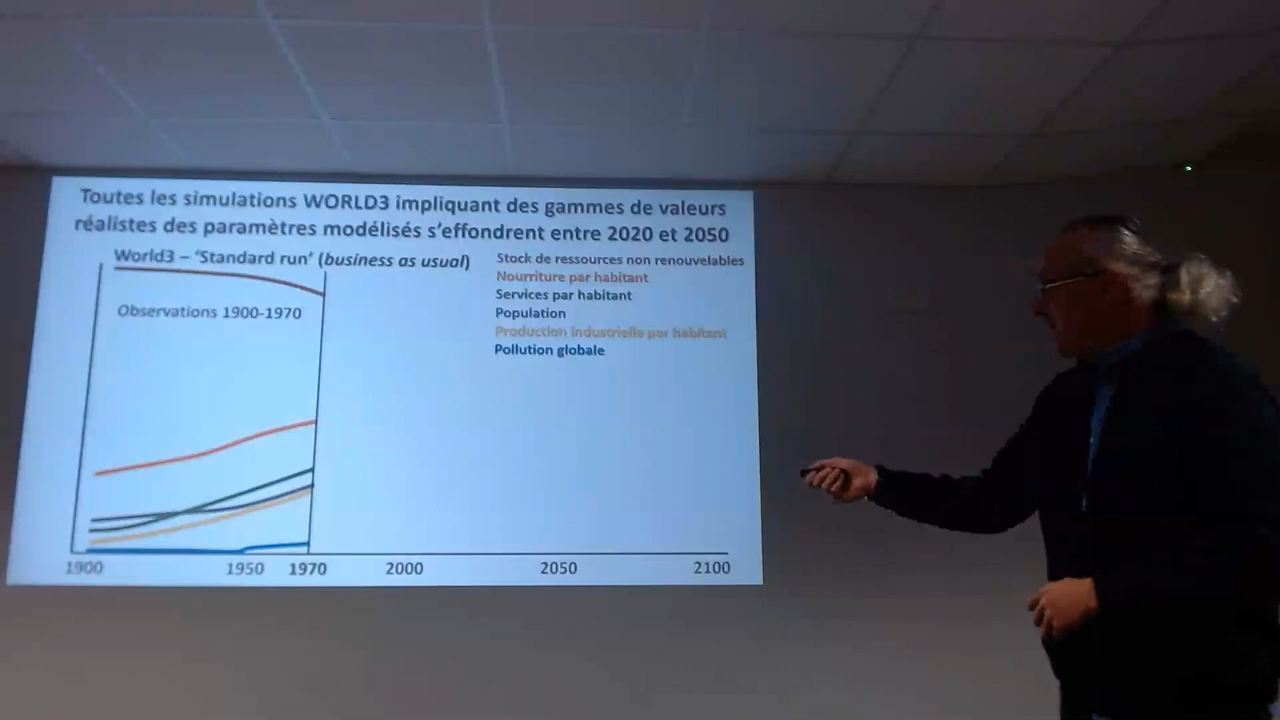 Toutes les simulations WORLD3 impliquant des gammes de valeurs
réalistes des paramètres modélisés s'effondrent entre 2020 et 2050
World3 – 'Standard run' (business as usual)
Observations 1900-1970
Stock de ressources non renouvelables
Nourriture par habitant
Services par habitant
Population
Production industrielle par habitant
Pollution globale
1900 1950 1970 2000 2050 2100